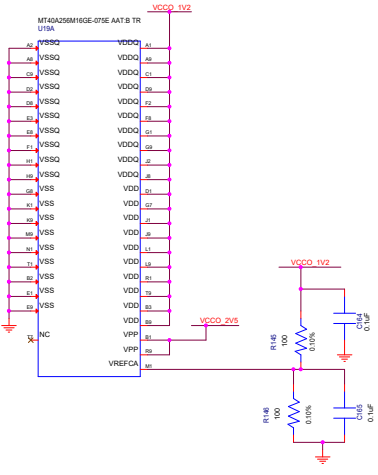 VCCO_1V2
MT40A256M16GE-075E AAT:B TR
U19A
A2 VSSQ VDDQ A1
A8 VSSQ VDDQ A9
C9 VSSQ VDDQ C1
D2 VSSQ VDDQ D9
D8 VSSQ VDDQ F2
E3 VSSQ VDDQ F8
E8 VSSQ VDDQ G1
F1 VSSQ VDDQ G9
H1 VSSQ VDDQ J2
H9 VSSQ VDDQ J8
G8 VSS VDD D1
K1 VSS VDD G7
K9 VSS VDD J1
M9 VSS VDD J9
N1 VSS VDD L1
T1 VSS VDD L9
B2 VSS VDD R1
E1 VSS VDD T9
E9 VSS VDD B3
VDD B9
NC VPP B1
VPP R9
VREFCA M1
VCCO_2V5
VCCO_1V2
R145
100
0.10%
C164
0.1uF
R146
100
0.10%
C165
0.1uF